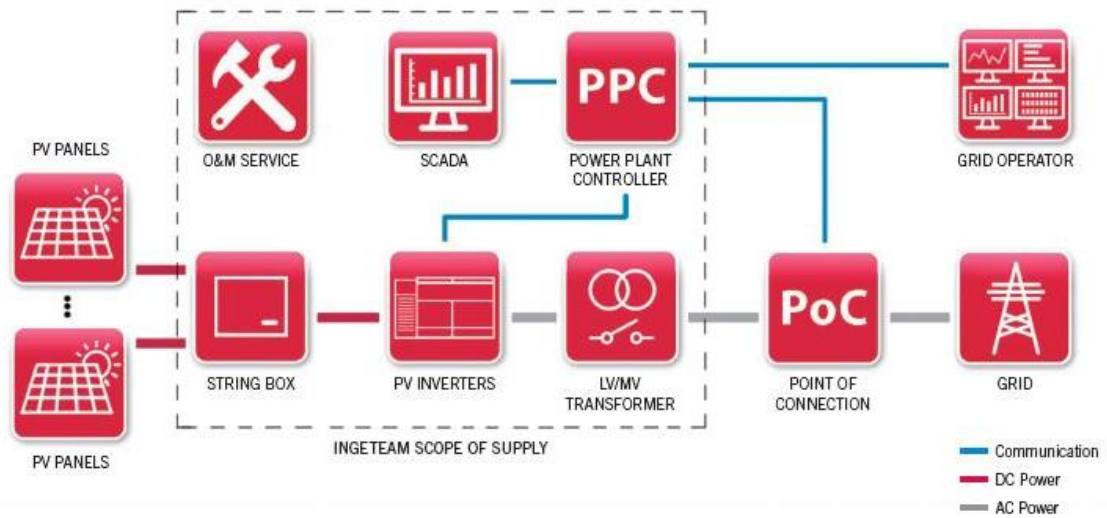 PPC
O&M SERVICE
SCADA
POWER PLANT
CONTROLLER
GRID OPERATOR
PV PANELS
PoC
STRING BOX
PV INVERTERS
LV/MV
TRANSFORMER
POINT OF
CONNECTION
GRID
PV PANELS
INGETEAM SCOPE OF SUPPLY
Communication
DC Power
AC Power